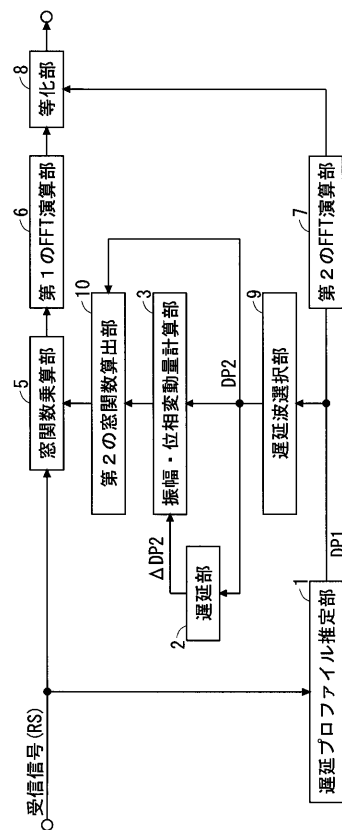 受信信号(RS)
5
窓関数乗算部
6
第1のFFT演算部
8
等化部
10
第2の窓関数算出部
3
振幅・位相変動量計算部
ΔDP2
2
遅延部
DP2
9
遅延波選択部
1
遅延プロファイル推定部
DP1
7
第2のFFT演算部